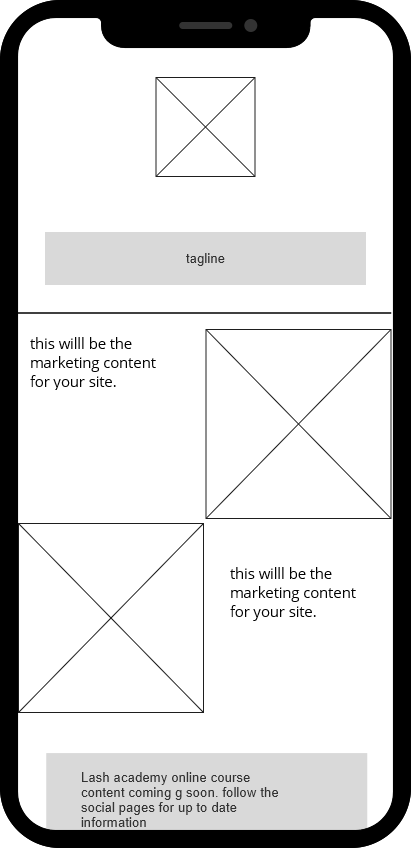 tagline
this willl be the
marketing content
for your site.
this willl be the
marketing content
for your site.
Lash academy online course
content coming g soon. follow the
social pages for up to date
information